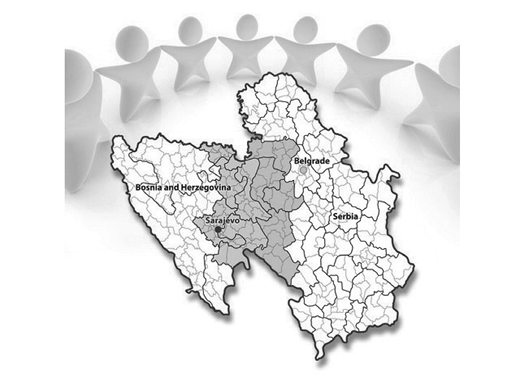 Belgrade
Bosnia and Herzegovina
Sarajevo
Serbia